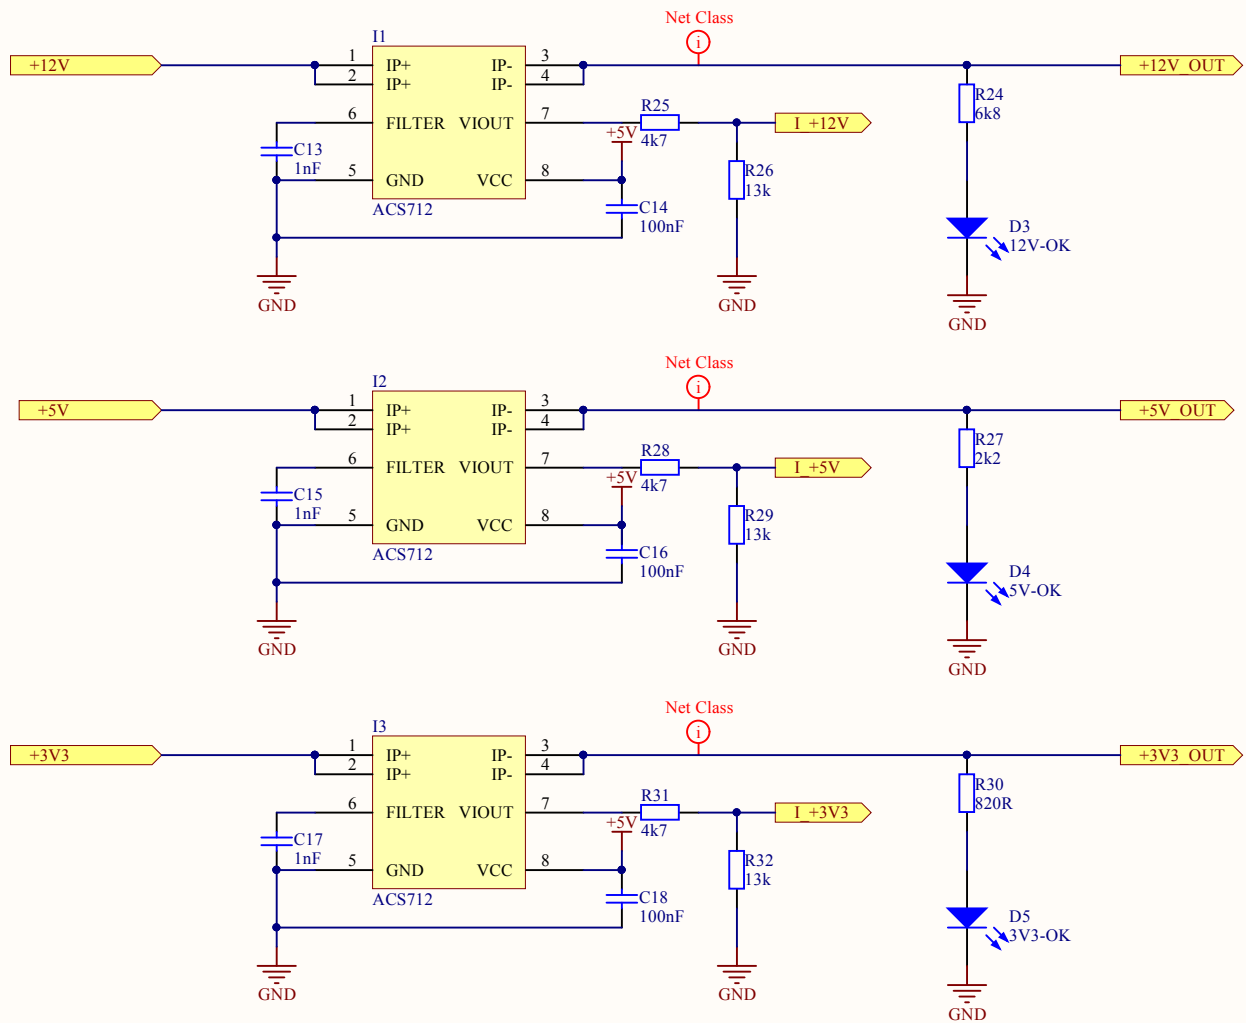 Net Class
i
I1
+12V
1
IP+
IP-
3
+12V_OUT
2
IP+
IP-
4
R24
6k8
6
FILTER
VIOUT
7
R25
4k7
I_+12V
+5V
C13
1nF
R26
13k
5
GND
VCC
8
ACS712
C14
100nF
D3
12V-OK
GND
GND
GND
Net Class
i
I2
+5V
1
IP+
IP-
3
+5V_OUT
2
IP+
IP-
4
R27
2k2
6
FILTER
VIOUT
7
R28
4k7
I_+5V
+5V
C15
1nF
R29
13k
5
GND
VCC
8
ACS712
C16
100nF
D4
5V-OK
GND
GND
GND
Net Class
i
I3
+3V3
1
IP+
IP-
3
+3V3_OUT
2
IP+
IP-
4
R30
820R
6
FILTER
VIOUT
7
R31
4k7
I_+3V3
+5V
C17
1nF
R32
13k
5
GND
VCC
8
ACS712
C18
100nF
D5
3V3-OK
GND
GND
GND